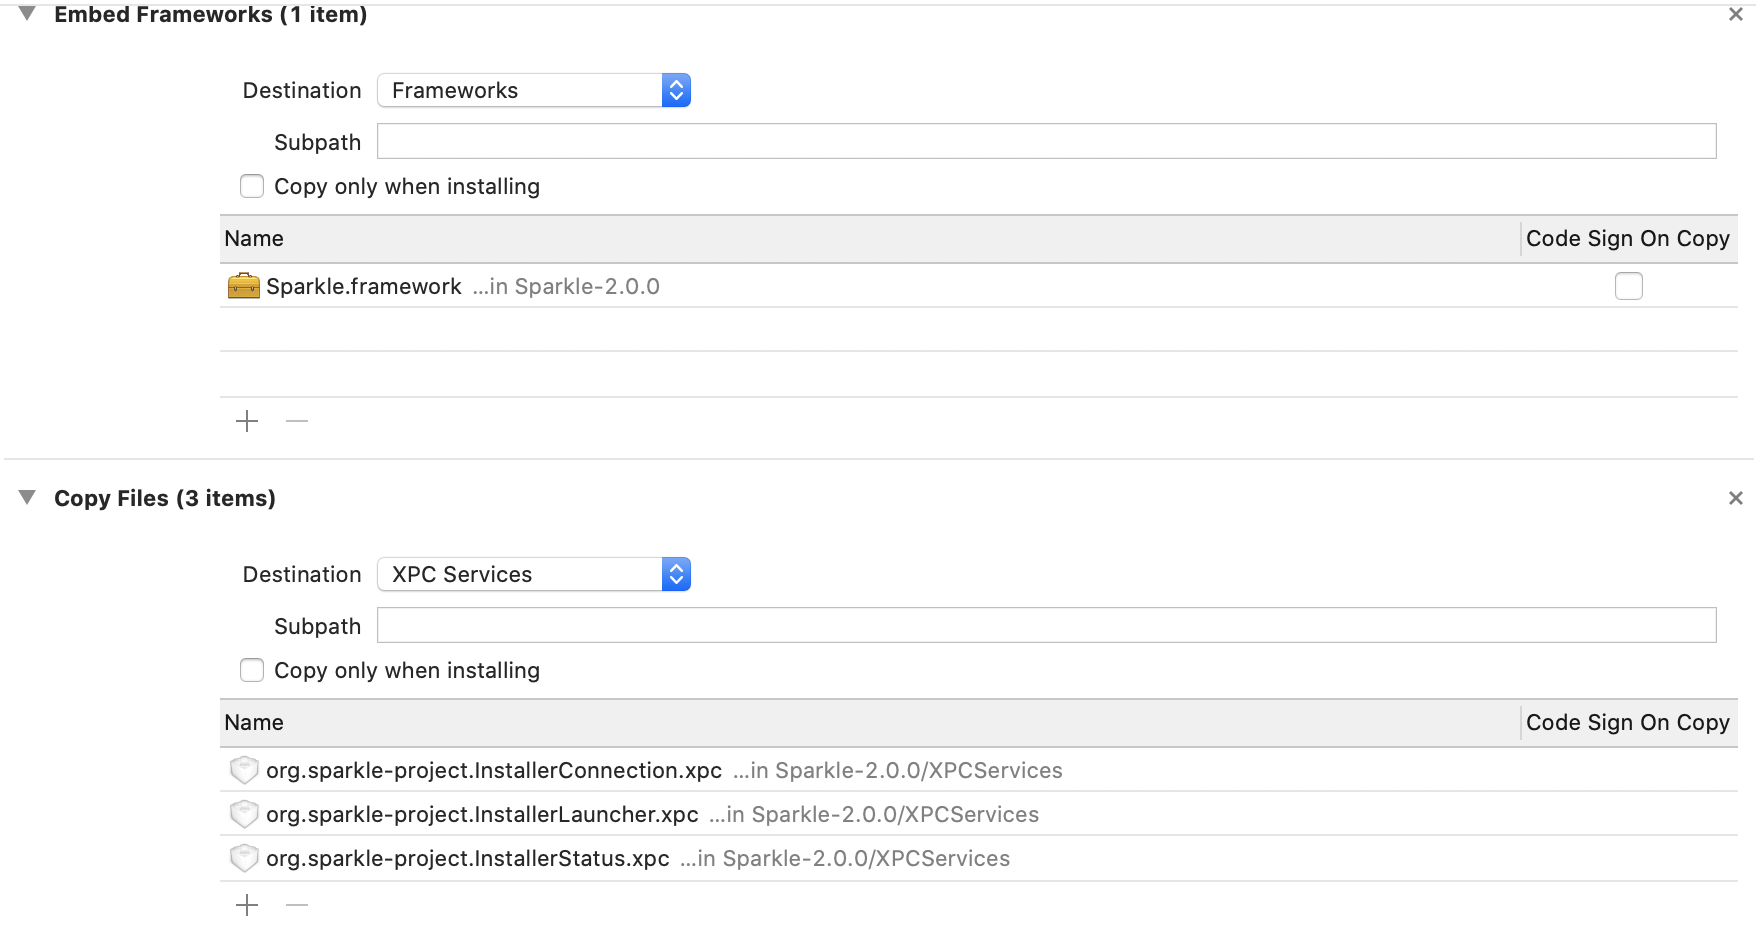 Embed Frameworks (1 item)
Destination Frameworks
Subpath
Copy only when installing
Name Code Sign On Copy
Sparkle.framework ...in Sparkle-2.0.0
Copy Files (3 items)
Destination XPC Services
Subpath
Copy only when installing
Name Code Sign On Copy
org.sparkle-project.InstallerConnection.xpc ...in Sparkle-2.0.0/XPCServices
org.sparkle-project.InstallerLauncher.xpc ...in Sparkle-2.0.0/XPCServices
org.sparkle-project.InstallerStatus.xpc ...in Sparkle-2.0.0/XPCServices